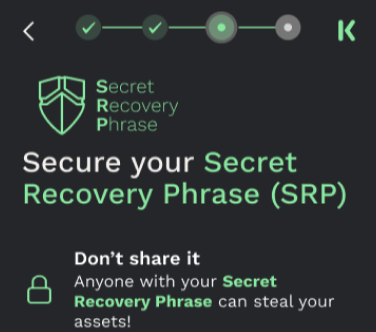 Secret
Recovery
Phrase
Secure your Secret
Recovery Phrase (SRP)
Don’t share it
Anyone with your Secret
Recovery Phrase can steal your
assets!